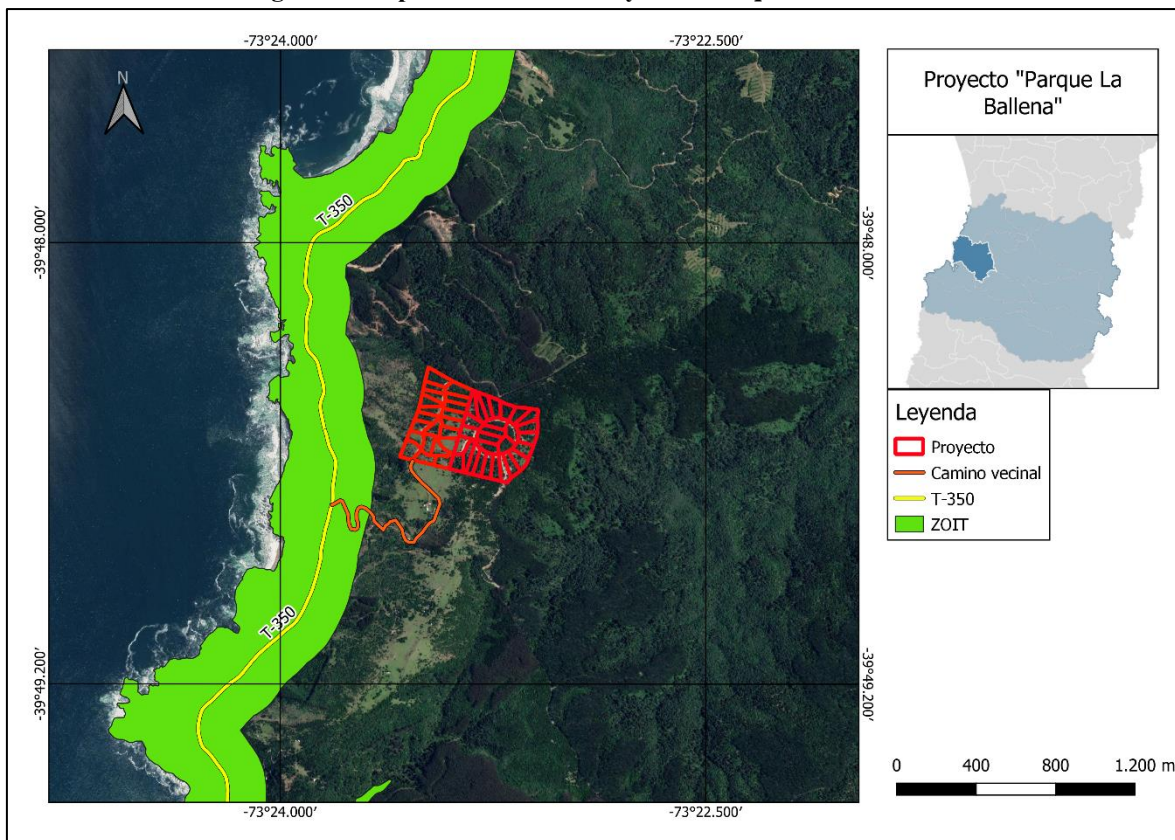 N
-73°24.000'
-73°22.500'
-39°48.000'
-39°48.000'
-39°49.200'
-39°49.200'
-73°24.000'
-73°22.500'
T-350
T-350
Proyecto "Parque La
Ballena"
Leyenda
Proyecto
Camino vecinal
T-350
ZOIT
0 400 800 1.200 m